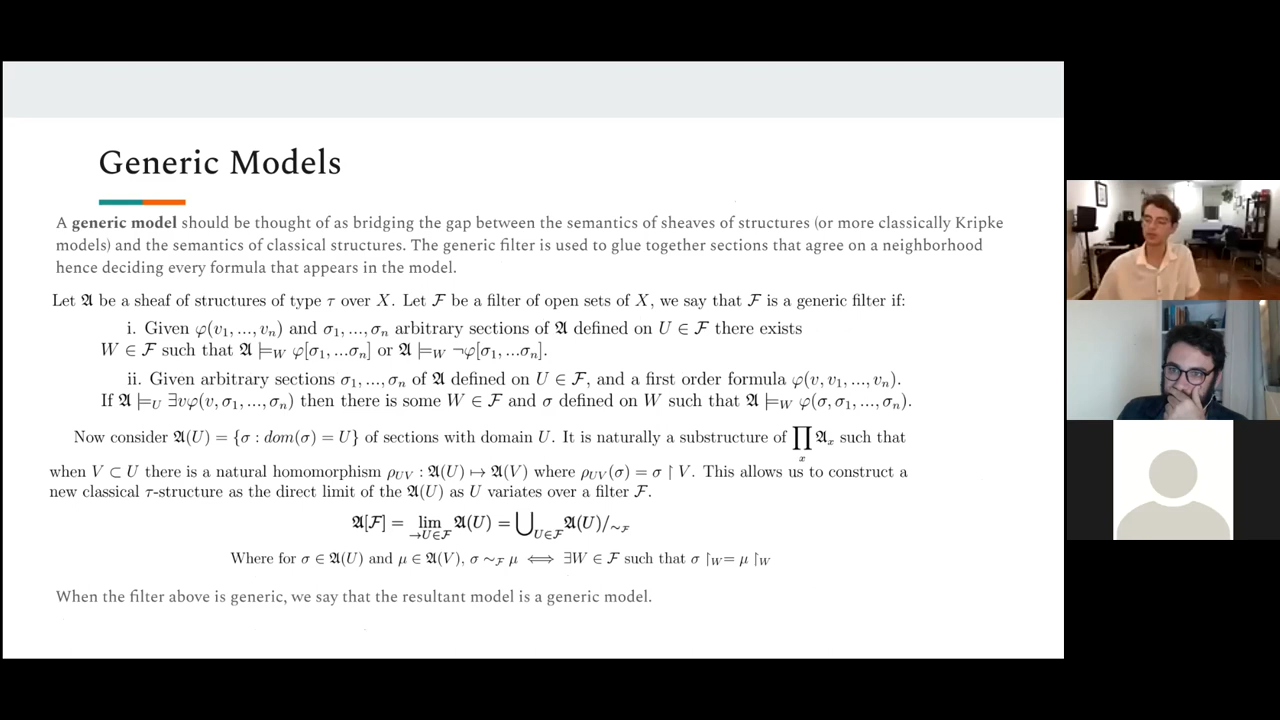 Generic Models
A generic model should be thought of as bridging the gap between the semantics of sheaves of structures (or more classically Kripke
models) and the semantics of classical structures. The generic filter is used to glue together sections that agree on a neighborhood
hence deciding every formula that appears in the model.
Let 𝔄 be a sheaf of structures of type τ over X. Let ℱ be a filter of open sets of X, we say that ℱ is a generic filter if:
i. Given φ(v₁, ..., vₙ) and σ₁, ..., σₙ arbitrary sections of 𝔄 defined on U ∈ ℱ there exists
W ∈ ℱ such that 𝔄 ⊨_W φ[σ₁, ...σₙ] or 𝔄 ⊨_W ¬φ[σ₁, ...σₙ].
ii. Given arbitrary sections σ₁, ..., σₙ of 𝔄 defined on U ∈ ℱ, and a first order formula φ(v, v₁, ..., vₙ).
If 𝔄 ⊨_U ∃vφ(v, σ₁, ..., σₙ) then there is some W ∈ ℱ and σ defined on W such that 𝔄 ⊨_W φ(σ, σ₁, ..., σₙ).
Now consider 𝔄(U) = {σ : dom(σ) = U} of sections with domain U. It is naturally a substructure of ∏_x 𝔄_x such that
when V ⊂ U there is a natural homomorphism ρ_UV : 𝔄(U) ↦ 𝔄(V) where ρ_UV(σ) = σ ↾ V. This allows us to construct a
new classical τ-structure as the direct limit of the 𝔄(U) as U variates over a filter ℱ.
𝔄[ℱ] = lim_→U∈ℱ 𝔄(U) = ⋃_U∈ℱ 𝔄(U)/∼_ℱ
Where for σ ∈ 𝔄(U) and μ ∈ 𝔄(V), σ ∼_ℱ μ ⟺ ∃W ∈ ℱ such that σ ↾_W = μ ↾_W
When the filter above is generic, we say that the resultant model is a generic model.